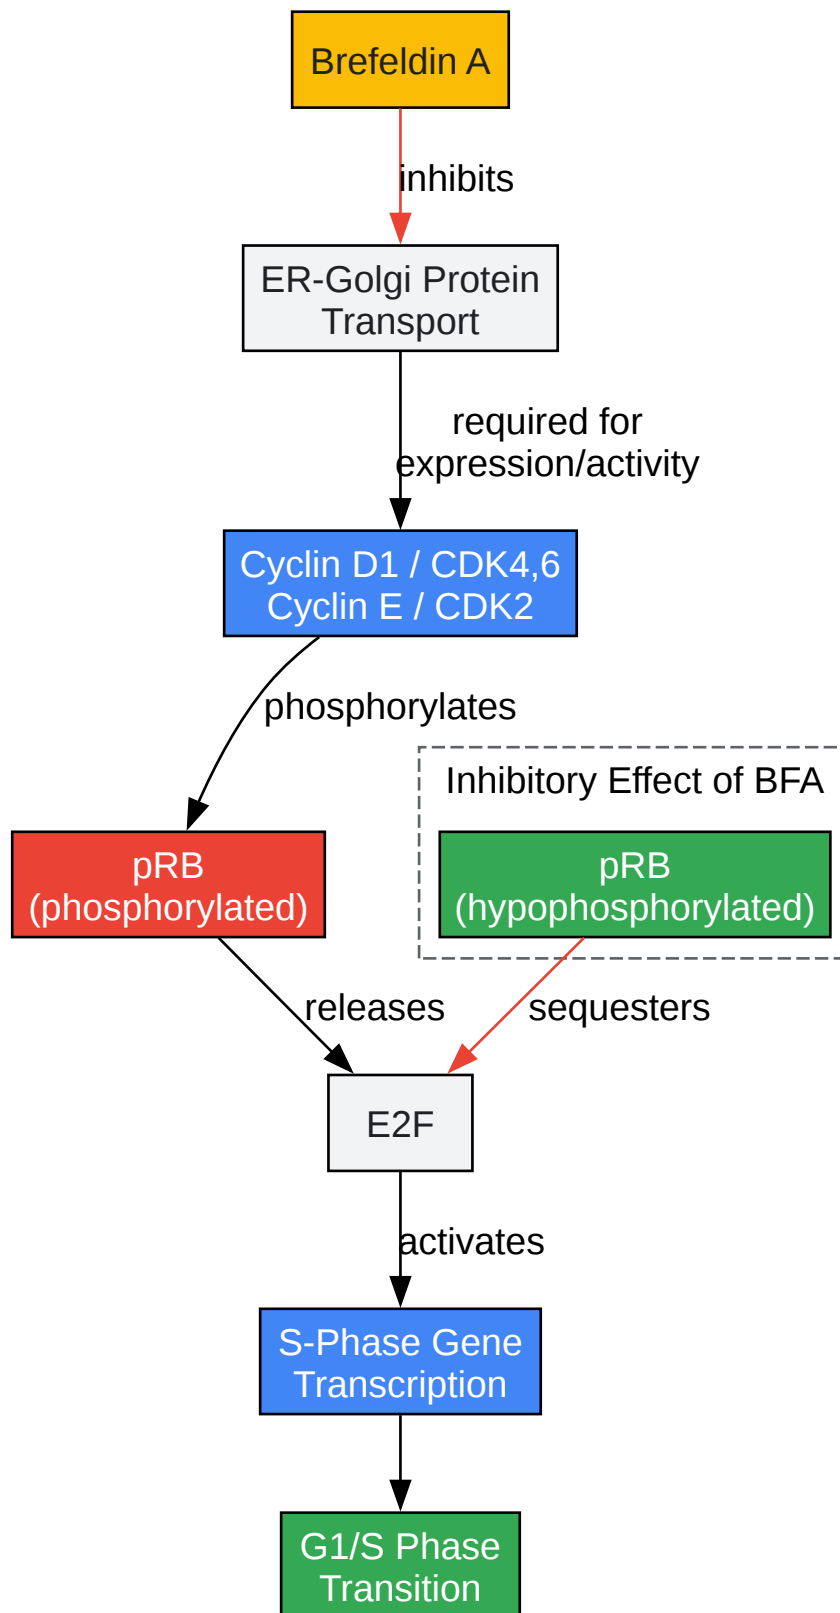 Brefeldin A
inhibits
ER-Golgi Protein
Transport
required for
expression/activity
Cyclin D1 / CDK4,6
Cyclin E / CDK2
phosphorylates
Inhibitory Effect of BFA
pRB
(phosphorylated)
pRB
(hypophosphorylated)
releases
sequesters
E2F
activates
S-Phase Gene
Transcription
G1/S Phase
Transition